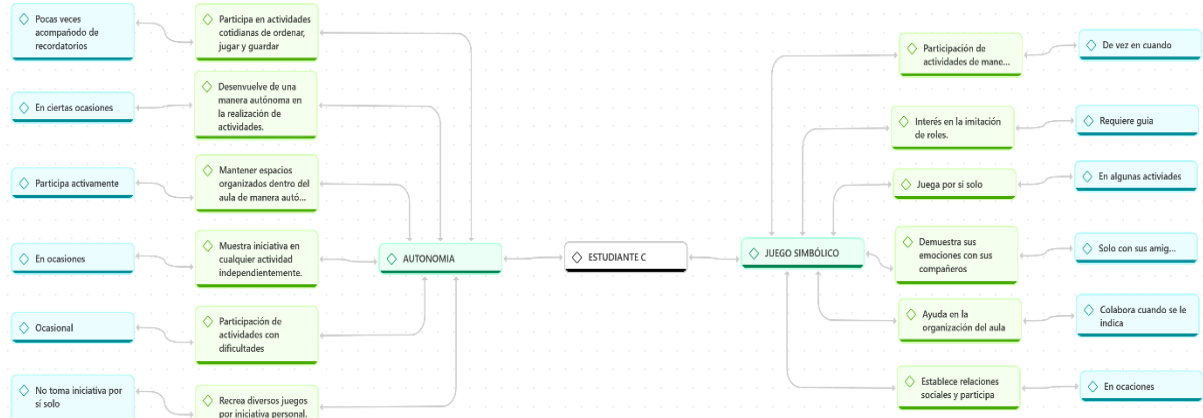 Pocas veces
acompañodo de
recordatorios
Participa en actividades
cotidianas de ordenar,
jugar y guardar
En ciertas ocasiones
Desenvuelve de una
manera autónoma en
la realización de
actividades.
Participa activamente
Mantener espacios
organizados dentro del
aula de manera autó...
En ocasiones
Muestra iniciativa en
cualquier actividad
independientemente.
Ocasional
Participación de
actividades con
dificultades
No toma iniciativa por
sí solo
Recrea diversos juegos
por iniciativa personal.
AUTONOMIA
ESTUDIANTE C
JUEGO SIMBÓLICO
Participación de
actividades de mane...
De vez en cuando
Interés en la imitación
de roles.
Requiere guía
Juega por si solo
En algunas activiades
Demuestra sus
emociones con sus
compañeros
Solo con sus amig...
Ayuda en la
organización del aula
Colabora cuando se le
indica
Establece relaciones
sociales y participa
En ocaciones